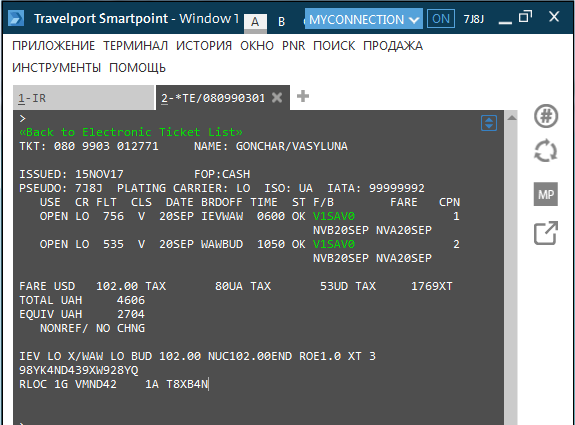 Travelport Smartpoint - Window 1 A B MYCONNECTION ON 7J8J
ПРИЛОЖЕНИЕ ТЕРМИНАЛ ИСТОРИЯ ОКНО PNR ПОИСК ПРОДАЖА
ИНСТРУМЕНТЫ ПОМОЩЬ
1-IR 2-*TE/080990301
>
«Back to Electronic Ticket List»
TKT: 080 9903 012771 NAME: GONCHAR/VASYLUNA
ISSUED: 15NOV17 FOP:CASH
PSEUDO: 7J8J PLATING CARRIER: LO ISO: UA IATA: 99999992
USE CR FLT CLS DATE BRDOFF TIME ST F/B FARE CPN
OPEN LO 756 V 20SEP IEVWAW 0600 OK V1SAV0 1
NVB20SEP NVA20SEP
OPEN LO 535 V 20SEP WAWBUD 1050 OK V1SAV0 2
NVB20SEP NVA20SEP
FARE USD 102.00 TAX 80UA TAX 53UD TAX 1769XT
TOTAL UAH 4606
EQUIV UAH 2704
NONREF/ NO CHNG
IEV LO X/WAW LO BUD 102.00 NUC102.00END ROE1.0 XT 3
98YK4ND439XW928YQ
RLOC 1G VMND42 1A T8XB4N
MP